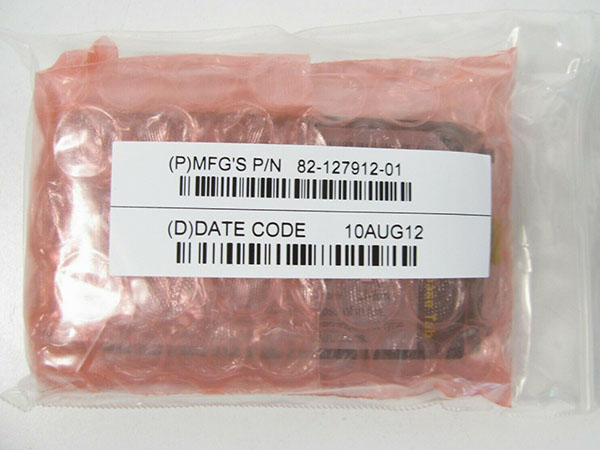 (P)MFG'S P/N 82-127912-01
(D)DATE CODE 10AUG12